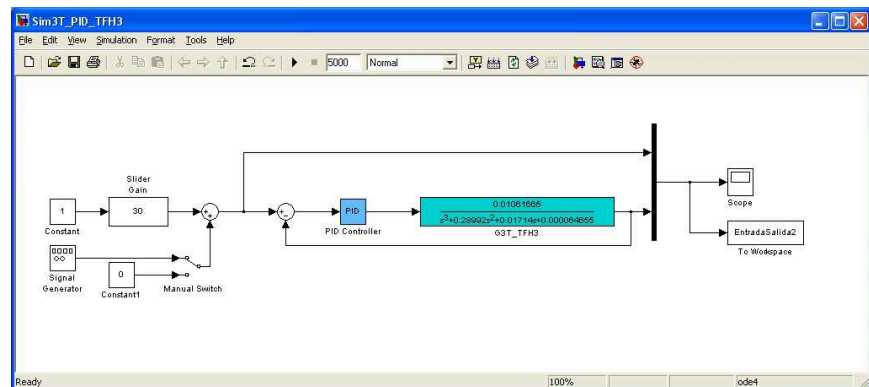 Sim3T_PID_TFH3
File Edit View Simulation Format Tools Help
5000 Normal
Slider
Gain
1
30
Constant
PID
PID Controller
0.01061665
s3+0.28992s2+0.01714s+0.000064655
G3T_TFH3
Scope
EntradaSalida2
To Workspace
Signal
Generator
0
Constant1
Manual Switch
Ready 100% ode4